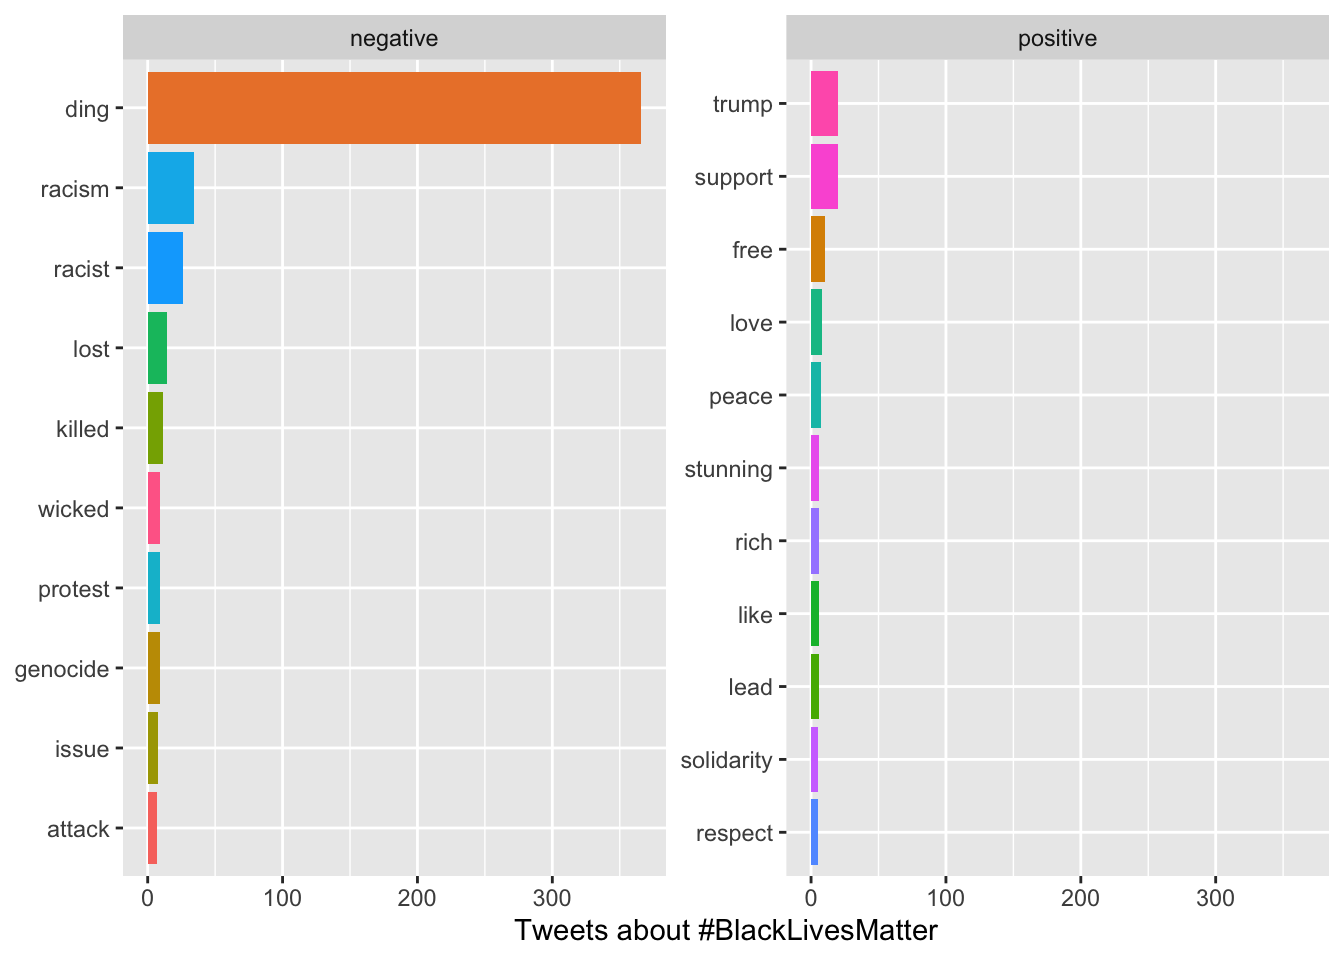 negative
ding
racism
racist
lost
killed
wicked
protest
genocide
issue
attack
0 100 200 300
positive
trump
support
free
love
peace
stunning
rich
like
lead
solidarity
respect
0 100 200 300
Tweets about #BlackLivesMatter